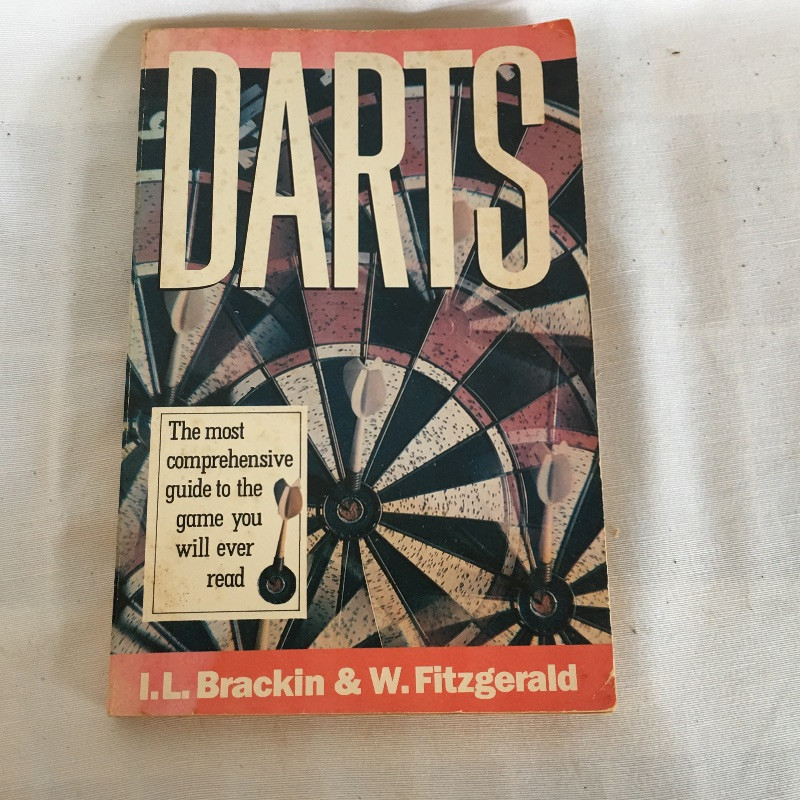 DARTS
The most
comprehensive
guide to the
game you
will ever
read
I.L. Brackin & W. Fitzgerald